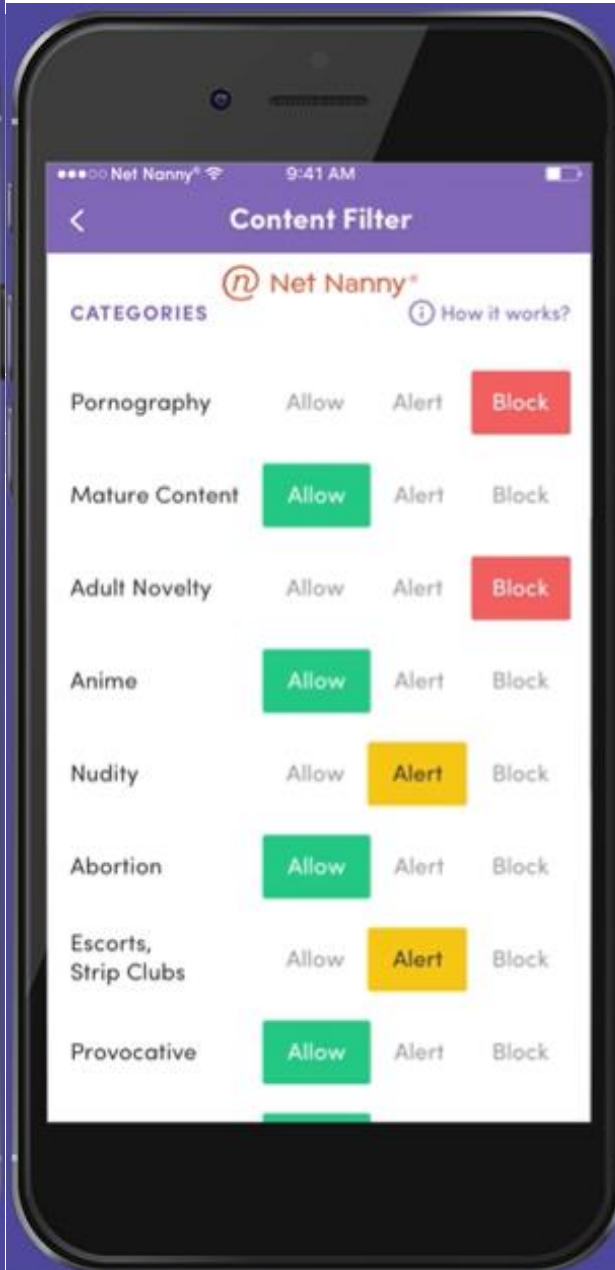 Net Nanny® 9:41 AM
Content Filter
n Net Nanny®
CATEGORIES How it works?
Pornography Allow Alert Block
Mature Content Allow Alert Block
Adult Novelty Allow Alert Block
Anime Allow Alert Block
Nudity Allow Alert Block
Abortion Allow Alert Block
Escorts,
Strip Clubs Allow Alert Block
Provocative Allow Alert Block